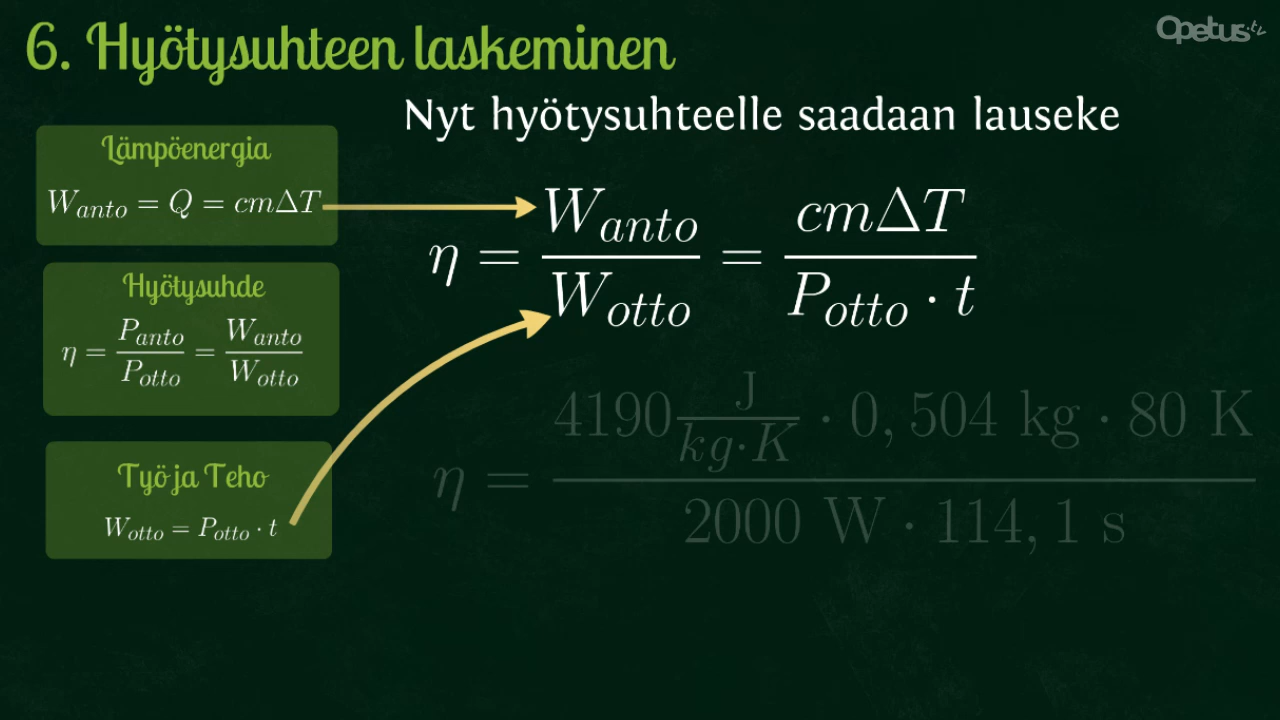 6. Hyötysuhteen laskeminen
Opetus.tv
Nyt hyötysuhteelle saadaan lauseke
Lämpöenergia
W_anto = Q = cmΔT
Hyötysuhde
η = P_anto / P_otto = W_anto / W_otto
Työ ja Teho
W_otto = P_otto · t
η = W_anto / W_otto = cmΔT / P_otto · t
η = 4190 J / kg·K · 0,504 kg · 80 K / 2000 W · 114,1 s